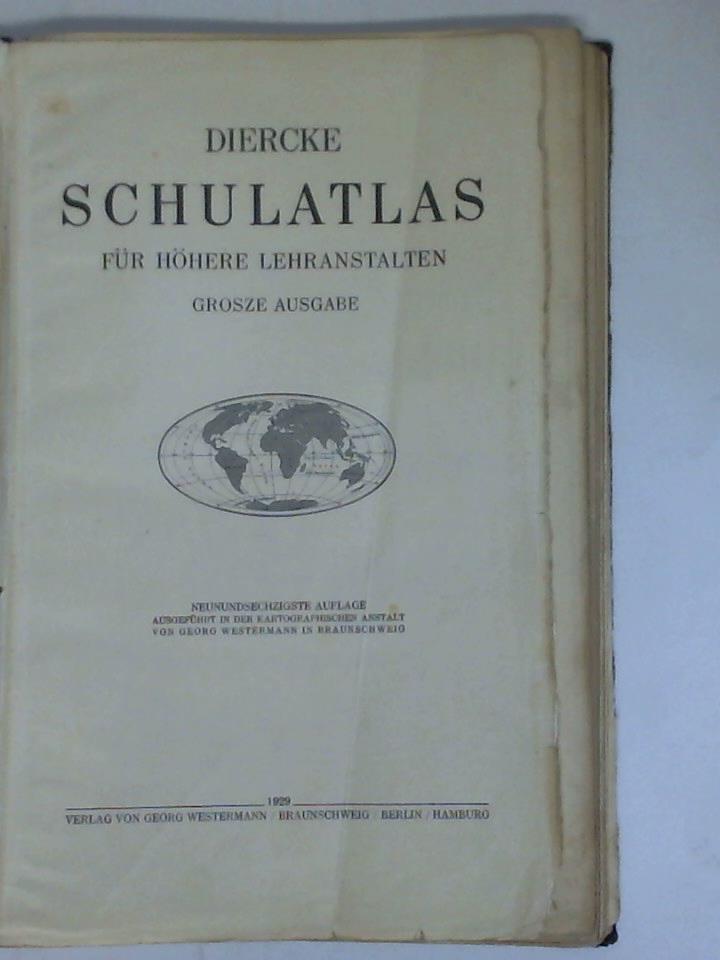 DIERCKE
SCHULATLAS
FÜR HÖHERE LEHRANSTALTEN
GROSZE AUSGABE
NEUNUNDSECHZIGSTE AUFLAGE
AUSGEFÜHRT IN DER KARTOGRAPHISCHEN ANSTALT
VON GEORG WESTERMANN IN BRAUNSCHWEIG
1929
VERLAG VON GEORG WESTERMANN / BRAUNSCHWEIG / BERLIN / HAMBURG